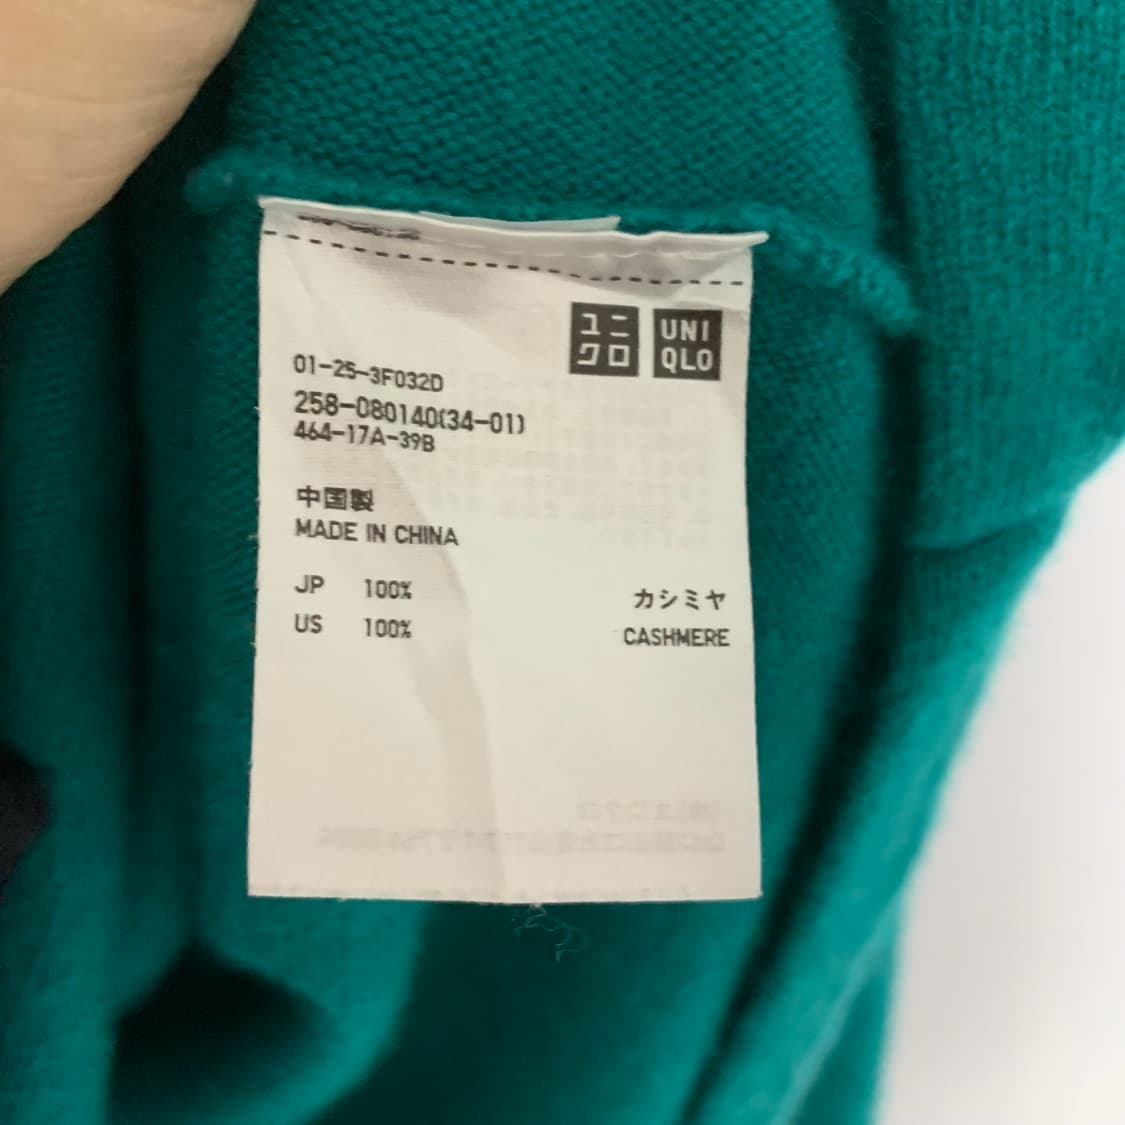 ユニ
クロ
UNI
QLO
01-25-3F032D
258-080140(34-01)
464-17A-39B
中国製
MADE IN CHINA
JP 100% カシミヤ
US 100% CASHMERE